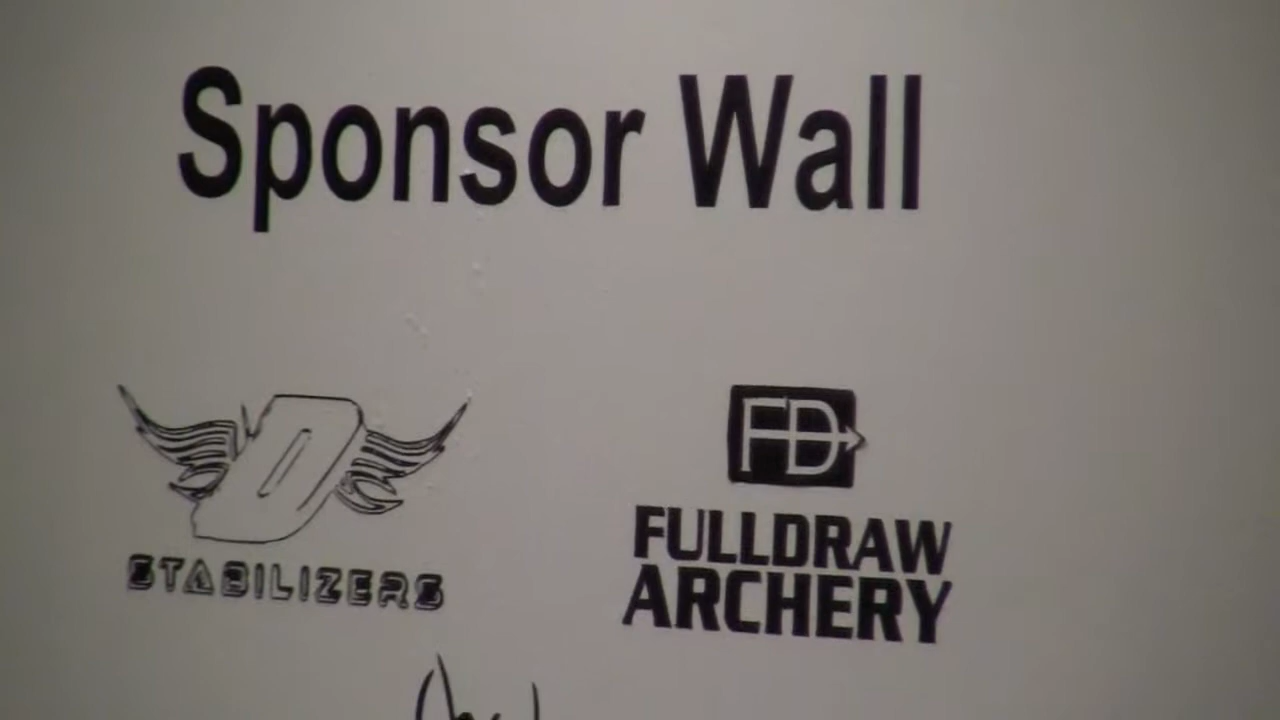 Sponsor Wall
D
STABILIZERS
FD
FULLDRAW
ARCHERY